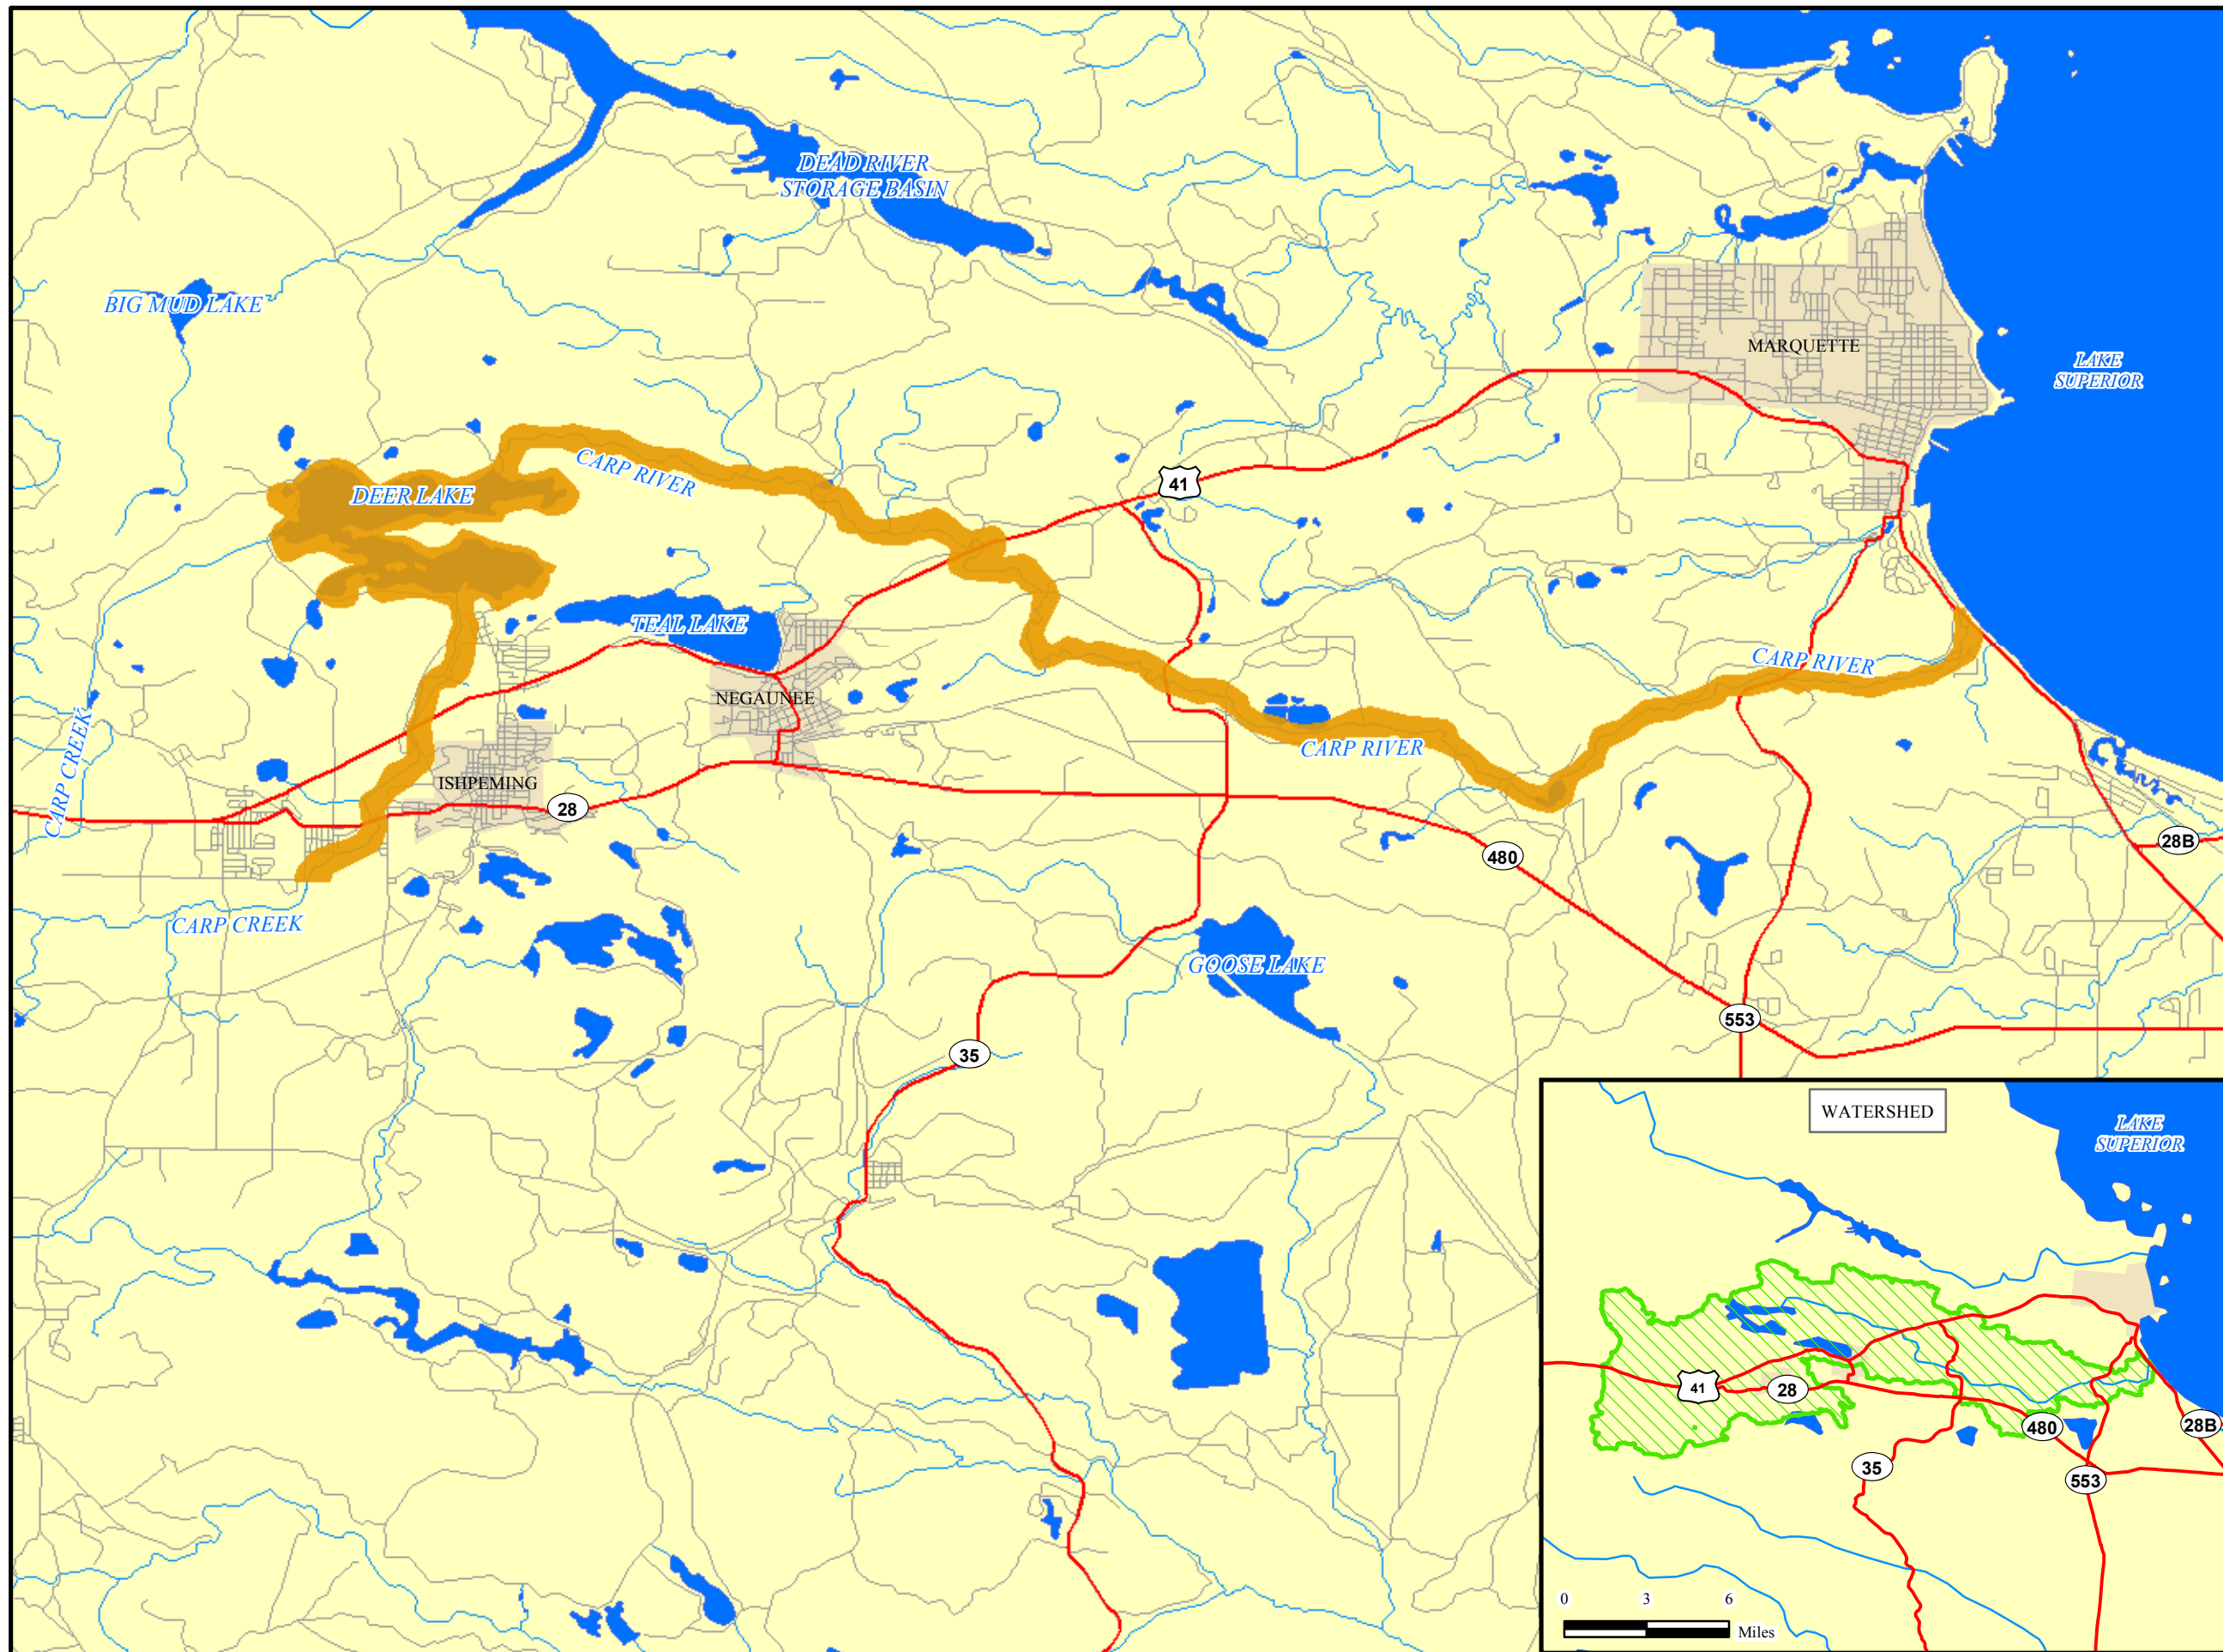 DEAD RIVER
STORAGE BASIN
BIG MUD LAKE
MARQUETTE
LAKE
SUPERIOR
CARP RIVER
DEER LAKE
41
TEAL LAKE
CARP RIVER
NEGAUNEE
CARP CREEK
CARP RIVER
ISHPEMING
28
28B
480
CARP CREEK
GOOSE LAKE
553
35
WATERSHED
LAKE
SUPERIOR
41
28
480
28B
35
553
0 3 6
Miles